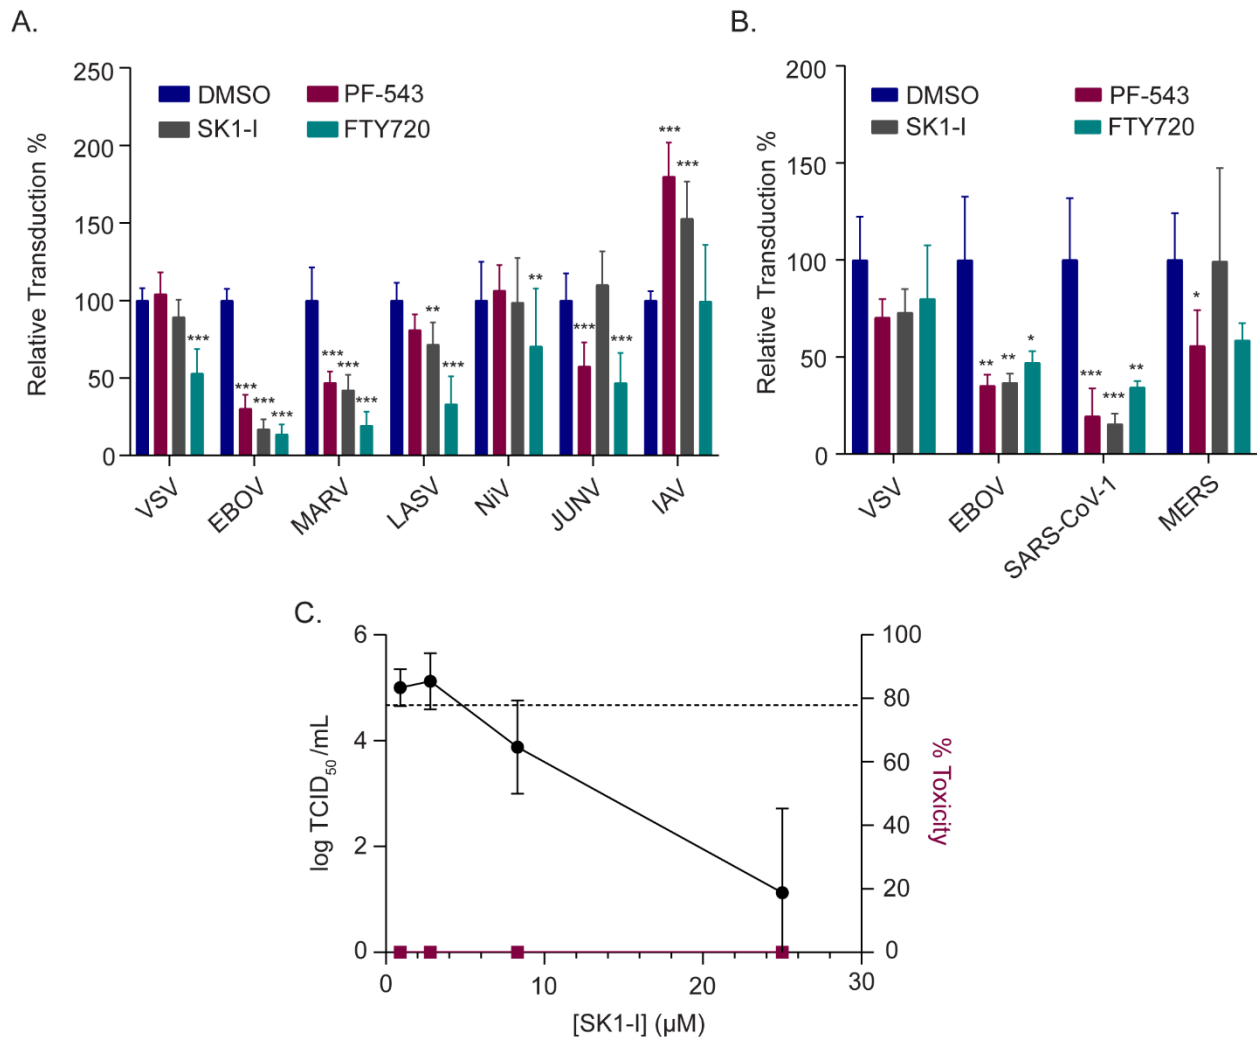 A.
250
200
150
100
50
0
Relative Transduction %
DMSO
PF-543
SK1-I
FTY720
***
***
***
***
***
***
***
***
**
***
**
***
***
***
***
VSV
EBOV
MARV
LASV
NiV
JUNV
IAV
B.
200
150
100
50
0
Relative Transduction %
DMSO
PF-543
SK1-I
FTY720
**
**
*
***
***
**
*
VSV
EBOV
SARS-CoV-1
MERS
C.
6
4
2
0
log TCID50 /mL
100
80
60
40
20
0
% Toxicity
0
10
20
30
[SK1-I] (µM)